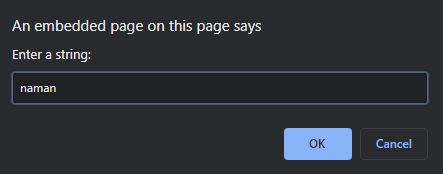 An embedded page on this page says
Enter a string:
naman
OK Cancel